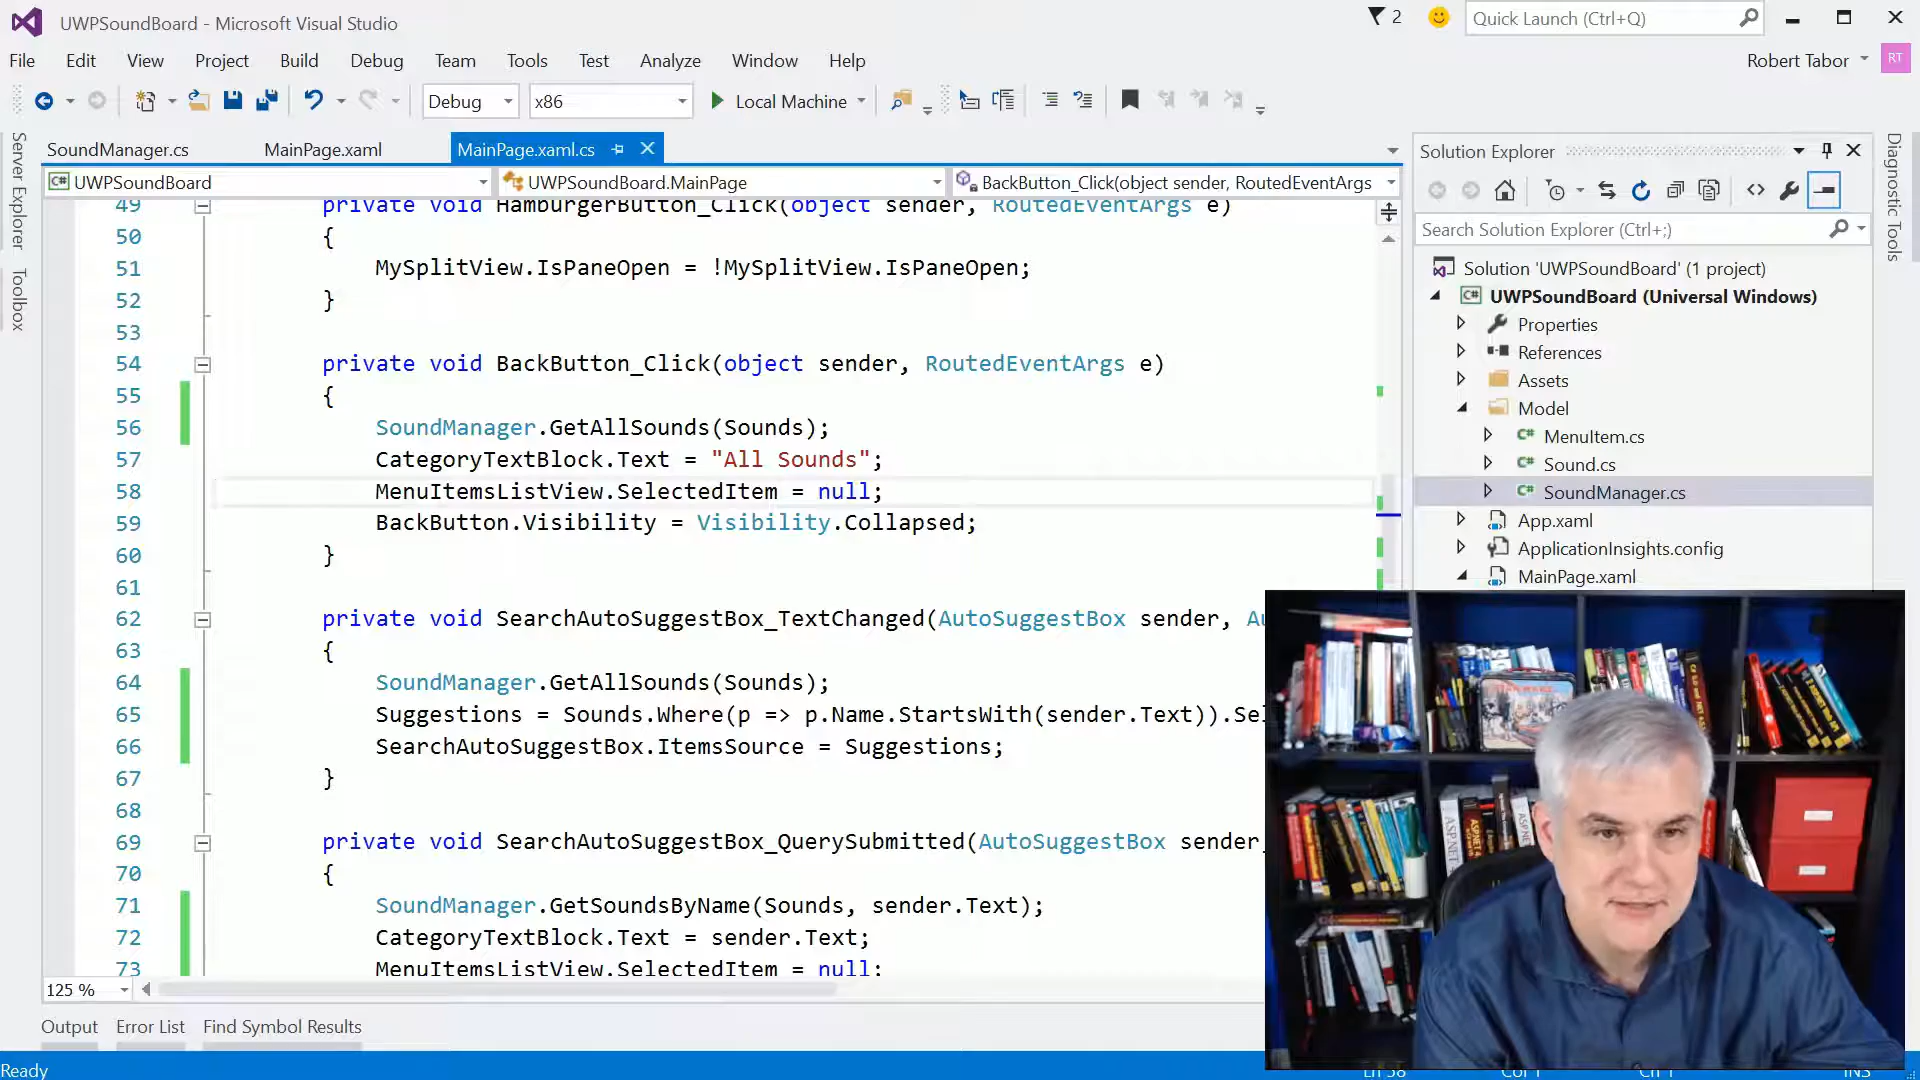 UWPSoundBoard - Microsoft Visual Studio
2
Quick Launch (Ctrl+Q)
File Edit View Project Build Debug Team Tools Test Analyze Window Help
Robert Tabor RT
Debug x86 Local Machine
Server Explorer
Toolbox
SoundManager.cs MainPage.xaml MainPage.xaml.cs
UWPSoundBoard UWPSoundBoard.MainPage BackButton_Click(object sender, RoutedEventArgs
49 private void HamburgerButton_Click(object sender, RoutedEventArgs e)
50 {
51 MySplitView.IsPaneOpen = !MySplitView.IsPaneOpen;
52 }
53
54 private void BackButton_Click(object sender, RoutedEventArgs e)
55 {
56 SoundManager.GetAllSounds(Sounds);
57 CategoryTextBlock.Text = "All Sounds";
58 MenuItemsListView.SelectedItem = null;
59 BackButton.Visibility = Visibility.Collapsed;
60 }
61
62 private void SearchAutoSuggestBox_TextChanged(AutoSuggestBox sender, Au
63 {
64 SoundManager.GetAllSounds(Sounds);
65 Suggestions = Sounds.Where(p => p.Name.StartsWith(sender.Text)).Sel
66 SearchAutoSuggestBox.ItemsSource = Suggestions;
67 }
68
69 private void SearchAutoSuggestBox_QuerySubmitted(AutoSuggestBox sender,
70 {
71 SoundManager.GetSoundsByName(Sounds, sender.Text);
72 CategoryTextBlock.Text = sender.Text;
73 MenuItemsListView.SelectedItem = null;
125 %
Output Error List Find Symbol Results
Ready
Ln 58 Col 1 Ch 1 INS
Solution Explorer
Search Solution Explorer (Ctrl+;)
Solution 'UWPSoundBoard' (1 project)
UWPSoundBoard (Universal Windows)
Properties
References
Assets
Model
MenuItem.cs
Sound.cs
SoundManager.cs
App.xaml
ApplicationInsights.config
MainPage.xaml
Diagnostic Tools